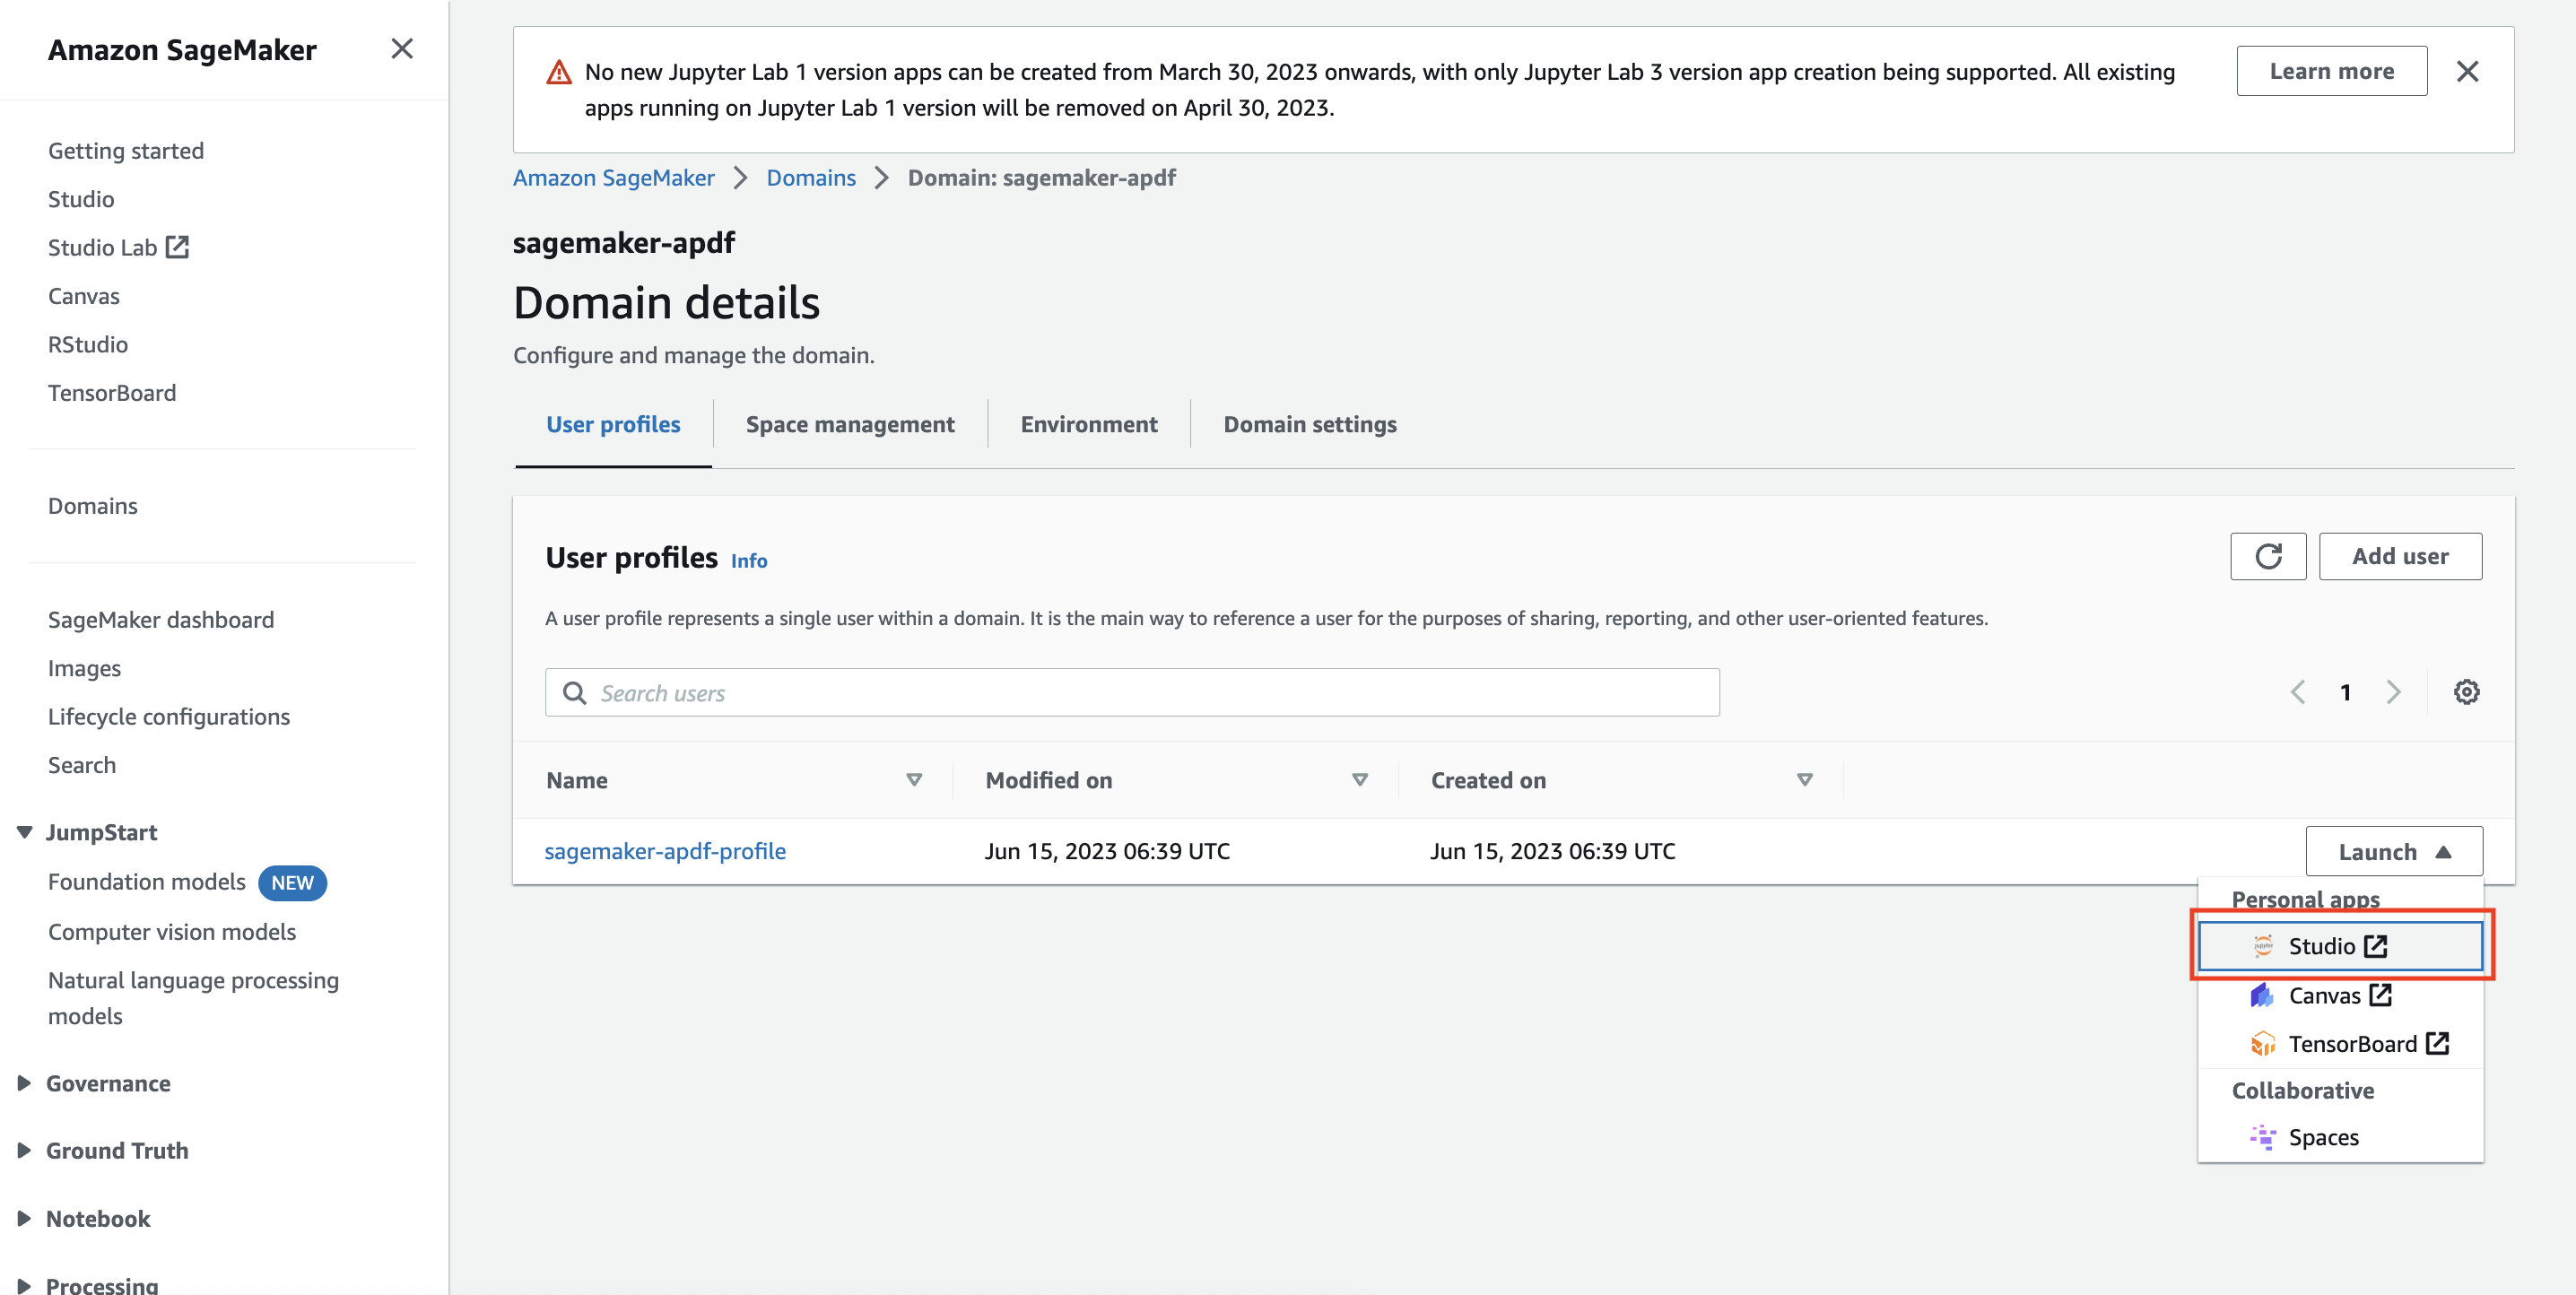 Amazon SageMaker
Getting started
Studio
Studio Lab
Canvas
RStudio
TensorBoard
Domains
SageMaker dashboard
Images
Lifecycle configurations
Search
JumpStart
Foundation models NEW
Computer vision models
Natural language processing
models
Governance
Ground Truth
Notebook
Processing
No new Jupyter Lab 1 version apps can be created from March 30, 2023 onwards, with only Jupyter Lab 3 version app creation being supported. All existing
apps running on Jupyter Lab 1 version will be removed on April 30, 2023.
Learn more
Amazon SageMaker > Domains > Domain: sagemaker-apdf
sagemaker-apdf
Domain details
Configure and manage the domain.
User profiles Space management Environment Domain settings
User profiles Info
Add user
A user profile represents a single user within a domain. It is the main way to reference a user for the purposes of sharing, reporting, and other user-oriented features.
Search users
1
Name Modified on Created on
sagemaker-apdf-profile Jun 15, 2023 06:39 UTC Jun 15, 2023 06:39 UTC Launch
Personal apps
Studio
Canvas
TensorBoard
Collaborative
Spaces